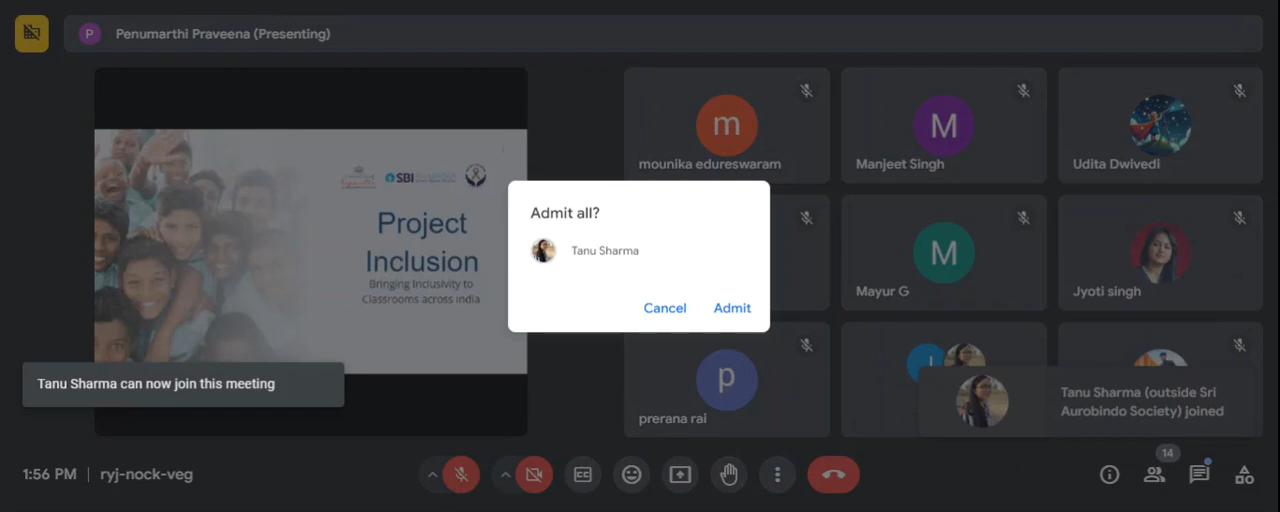 P Penumarthi Praveena (Presenting)
SBI
Project
Inclusion
Bringing Inclusivity to
Classrooms across India
m
mounika edureswaram
M
Manjeet Singh
Udita Dwivedi
Admit all?
Tanu Sharma
Cancel Admit
M
Mayur G
Jyoti singh
p
prerana rai
Tanu Sharma can now join this meeting
Tanu Sharma (outside Sri
Aurobindo Society) joined
1:56 PM | ryj-nock-veg
14